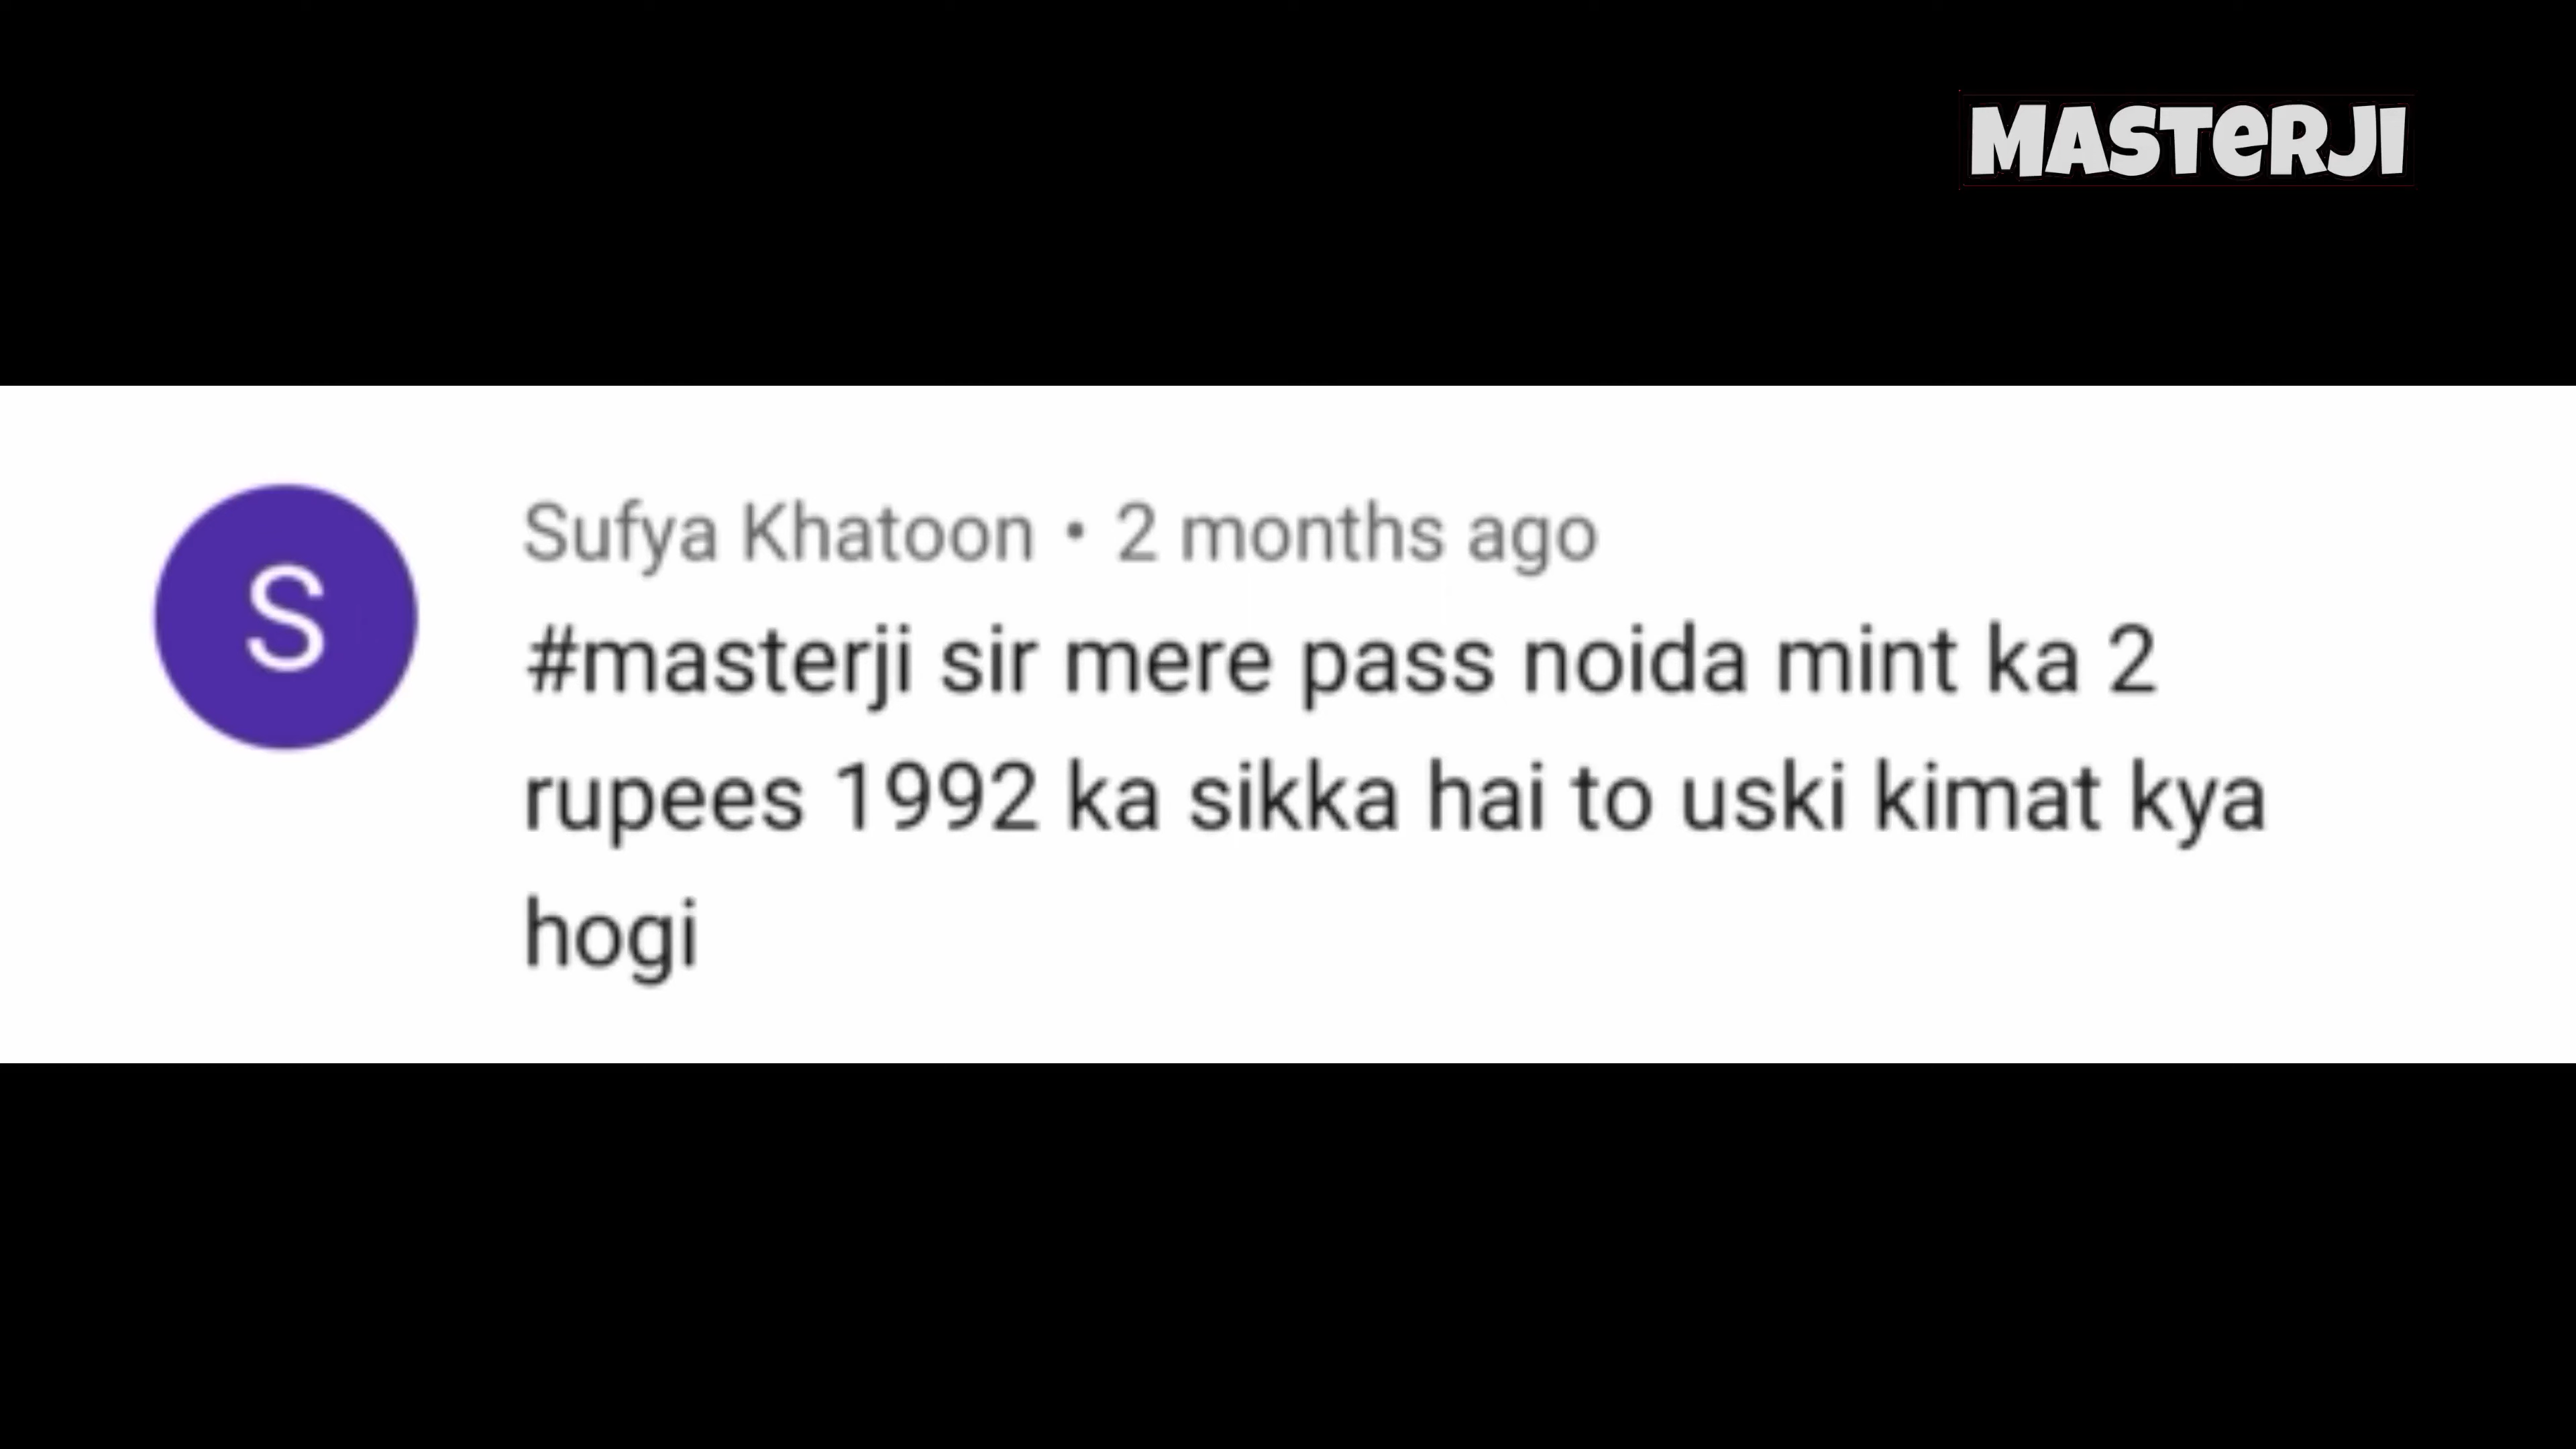 MASTeRJI
S
Sufya Khatoon • 2 months ago
#masterji sir mere pass noida mint ka 2
rupees 1992 ka sikka hai to uski kimat kya
hogi